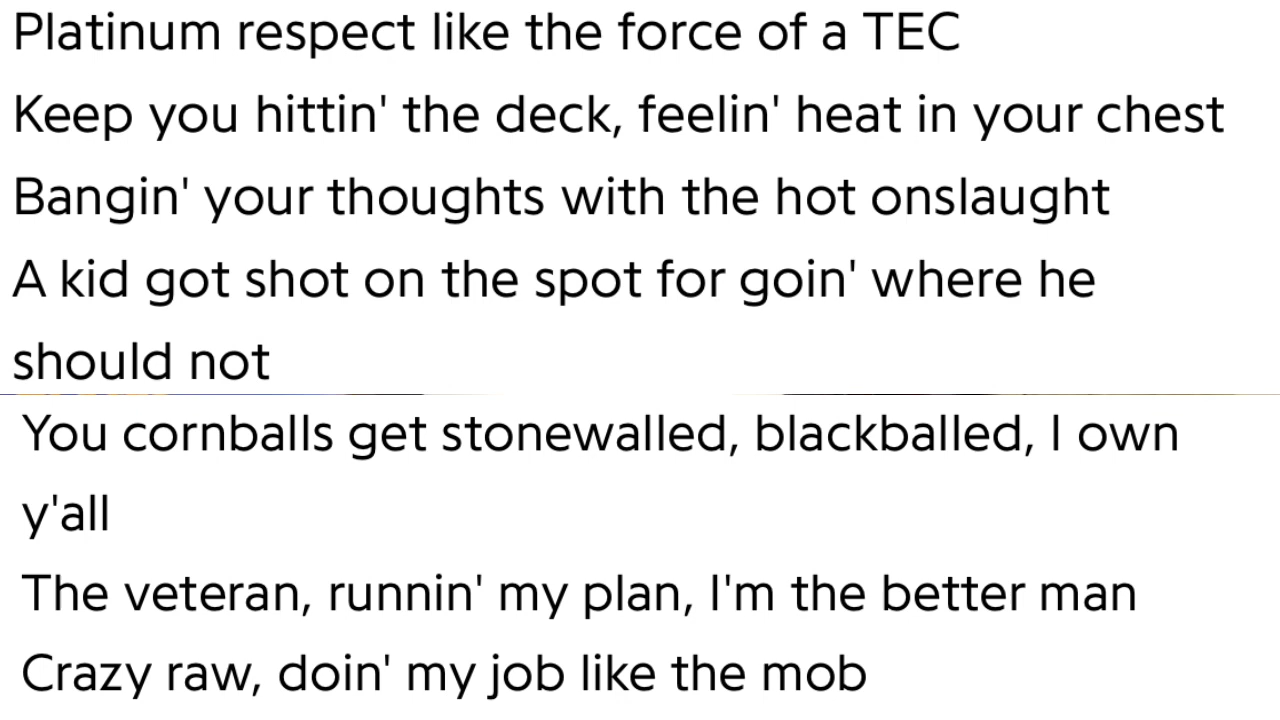 Platinum respect like the force of a TEC
Keep you hittin' the deck, feelin' heat in your chest
Bangin' your thoughts with the hot onslaught
A kid got shot on the spot for goin' where he
should not
You cornballs get stonewalled, blackballed, I own
y'all
The veteran, runnin' my plan, I'm the better man
Crazy raw, doin' my job like the mob